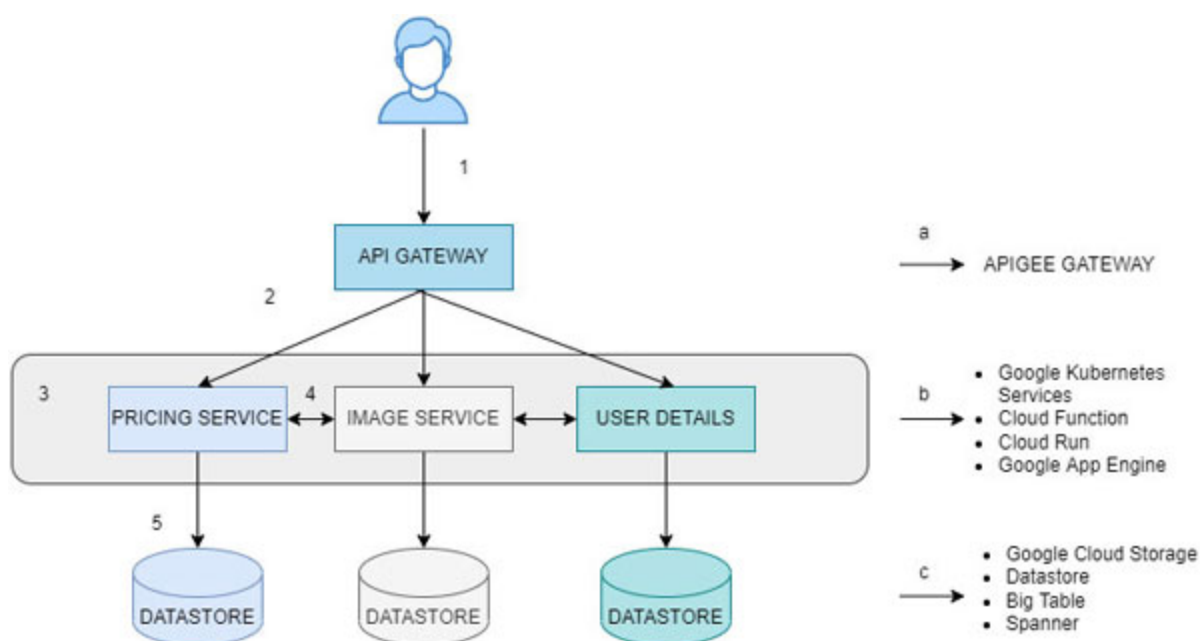 1
API GATEWAY
a
APIGEE GATEWAY
2
3
PRICING SERVICE
4
IMAGE SERVICE
USER DETAILS
b
• Google Kubernetes
Services
• Cloud Function
• Cloud Run
• Google App Engine
5
DATASTORE
DATASTORE
DATASTORE
c
• Google Cloud Storage
• Datastore
• Big Table
• Spanner